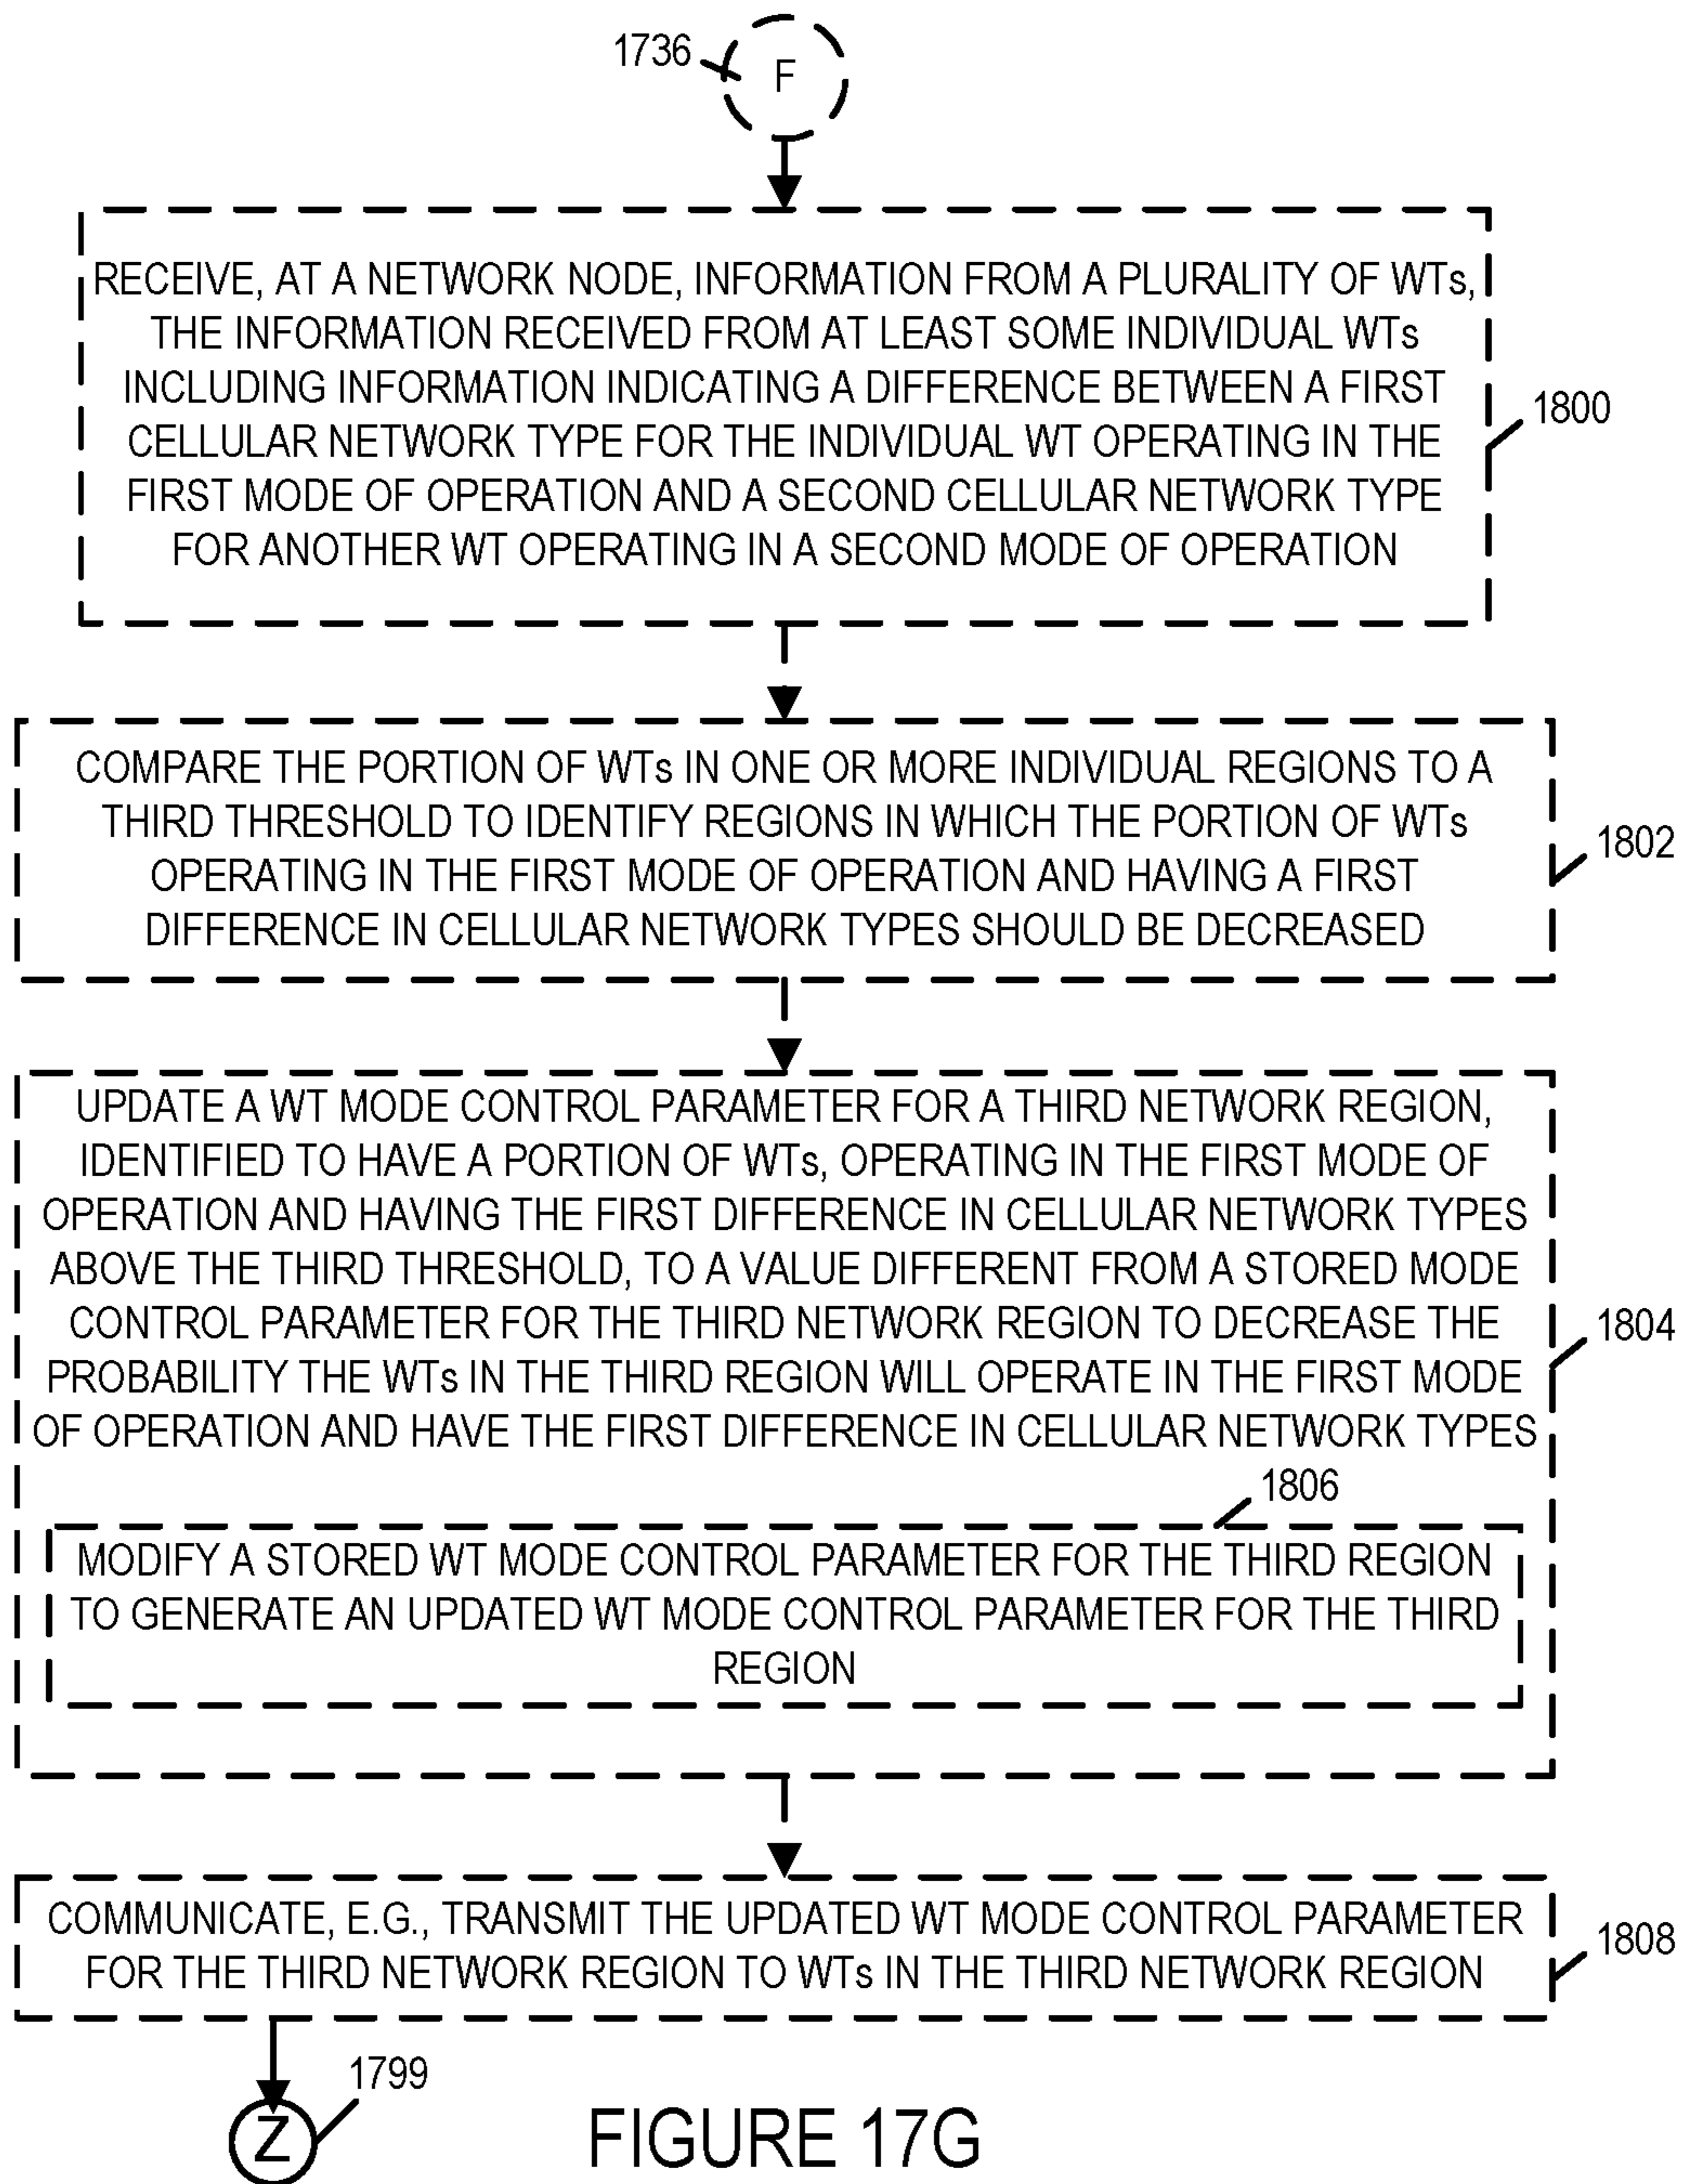 1736
F
RECEIVE, AT A NETWORK NODE, INFORMATION FROM A PLURALITY OF WTs,
THE INFORMATION RECEIVED FROM AT LEAST SOME INDIVIDUAL WTs
INCLUDING INFORMATION INDICATING A DIFFERENCE BETWEEN A FIRST
CELLULAR NETWORK TYPE FOR THE INDIVIDUAL WT OPERATING IN THE
FIRST MODE OF OPERATION AND A SECOND CELLULAR NETWORK TYPE
FOR ANOTHER WT OPERATING IN A SECOND MODE OF OPERATION
1800
COMPARE THE PORTION OF WTs IN ONE OR MORE INDIVIDUAL REGIONS TO A
THIRD THRESHOLD TO IDENTIFY REGIONS IN WHICH THE PORTION OF WTs
OPERATING IN THE FIRST MODE OF OPERATION AND HAVING A FIRST
DIFFERENCE IN CELLULAR NETWORK TYPES SHOULD BE DECREASED
1802
UPDATE A WT MODE CONTROL PARAMETER FOR A THIRD NETWORK REGION,
IDENTIFIED TO HAVE A PORTION OF WTs, OPERATING IN THE FIRST MODE OF
OPERATION AND HAVING THE FIRST DIFFERENCE IN CELLULAR NETWORK TYPES
ABOVE THE THIRD THRESHOLD, TO A VALUE DIFFERENT FROM A STORED MODE
CONTROL PARAMETER FOR THE THIRD NETWORK REGION TO DECREASE THE
PROBABILITY THE WTs IN THE THIRD REGION WILL OPERATE IN THE FIRST MODE
OF OPERATION AND HAVE THE FIRST DIFFERENCE IN CELLULAR NETWORK TYPES
1804
1806
MODIFY A STORED WT MODE CONTROL PARAMETER FOR THE THIRD REGION
TO GENERATE AN UPDATED WT MODE CONTROL PARAMETER FOR THE THIRD
REGION
COMMUNICATE, E.G., TRANSMIT THE UPDATED WT MODE CONTROL PARAMETER
FOR THE THIRD NETWORK REGION TO WTs IN THE THIRD NETWORK REGION
1808
1799
Z
FIGURE 17G